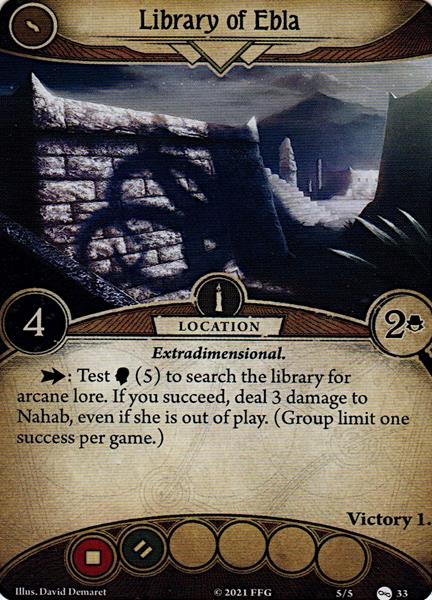 Library of Ebla
4
2
LOCATION
Extradimensional.
: Test (5) to search the library for
arcane lore. If you succeed, deal 3 damage to
Nahab, even if she is out of play. (Group limit one
success per game.)
Victory 1.
Illus. David Demaret
© 2021 FFG
5/5
33